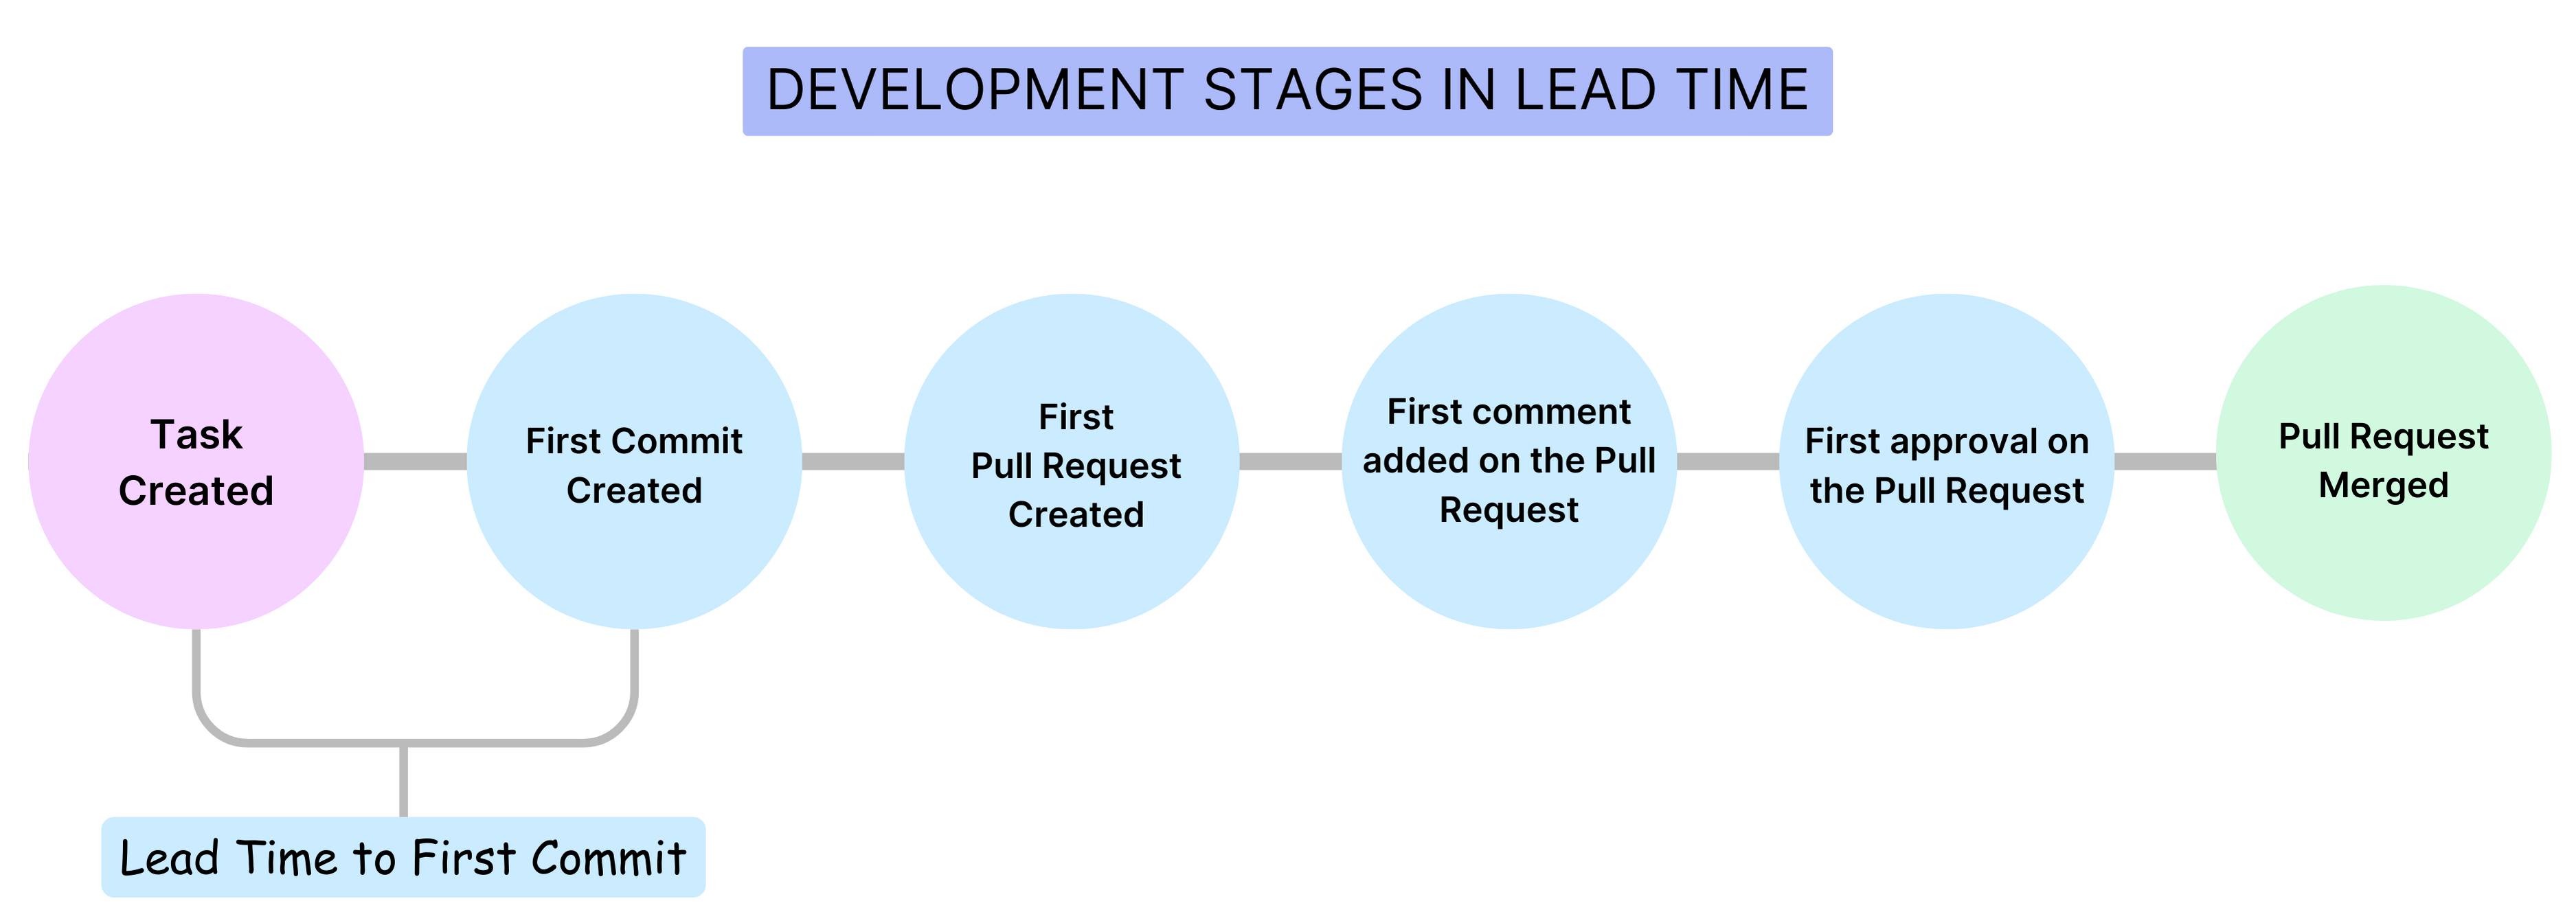 DEVELOPMENT STAGES IN LEAD TIME
Task
Created
First Commit
Created
First
Pull Request
Created
First comment
added on the Pull
Request
First approval on
the Pull Request
Pull Request
Merged
Lead Time to First Commit